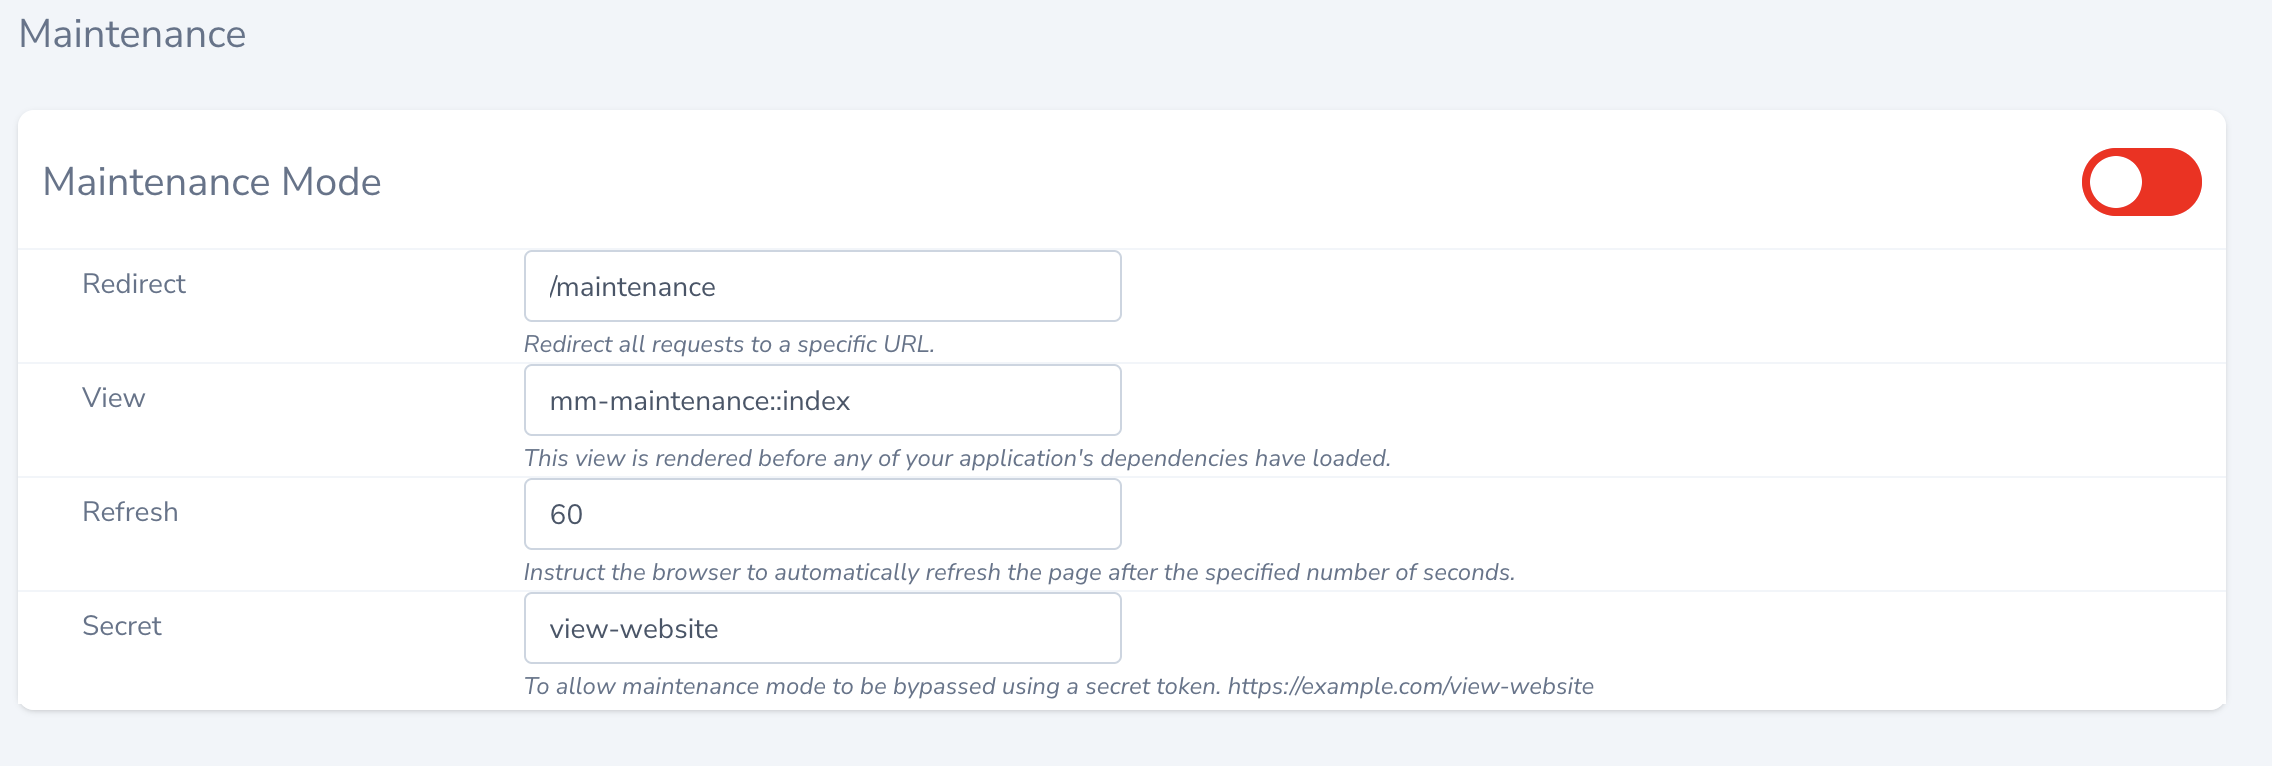 Maintenance
Maintenance Mode
Redirect
/maintenance
Redirect all requests to a specific URL.
View
mm-maintenance::index
This view is rendered before any of your application's dependencies have loaded.
Refresh
60
Instruct the browser to automatically refresh the page after the specified number of seconds.
Secret
view-website
To allow maintenance mode to be bypassed using a secret token. https://example.com/view-website